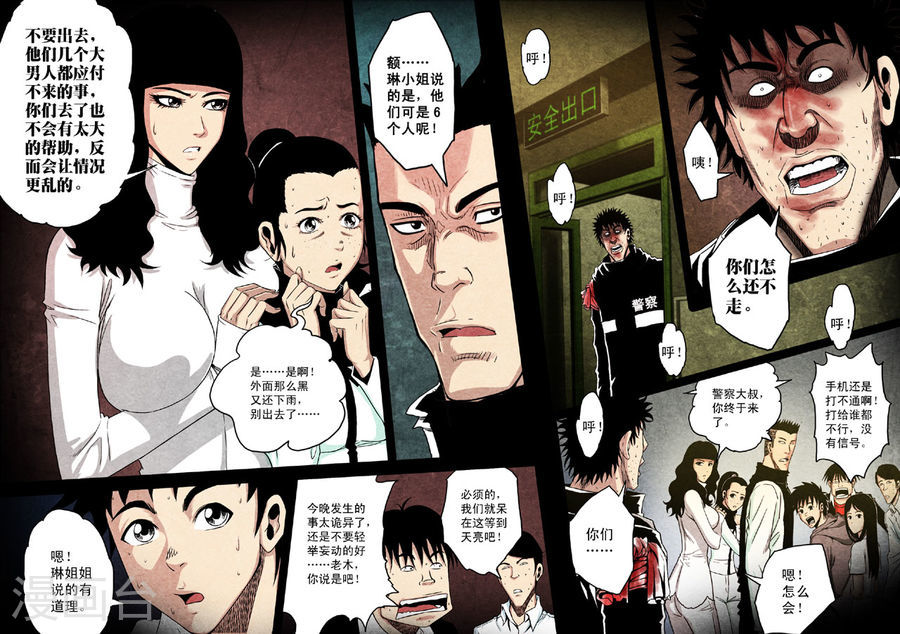 不要出去，
他们几个大
男人都应付
不来的事，
你们去了也
不会有太大
的帮助，反
而会让情况
更乱的。
是……是啊！
外面那么黑
又还下雨，
别出去了……
额……
琳小姐说
的是，他
们可是6
个人呢！
嗯！
琳姐姐
说的有
道理。
今晚发生的
事太诡异了，
还是不要轻
举妄动的好
……老木，
你说是吧！
必须的，
我们就呆
在这等到
天亮吧！
呼！
安全出口
呼！
警察
呼！
咦！
你们怎
么还不
走。
呼！
呼！
你们
……
警察大叔，
你终于来
了。
手机还是
打不通啊！
打给谁都
不行，没
有信号。
嗯！
怎么
会！
漫画台